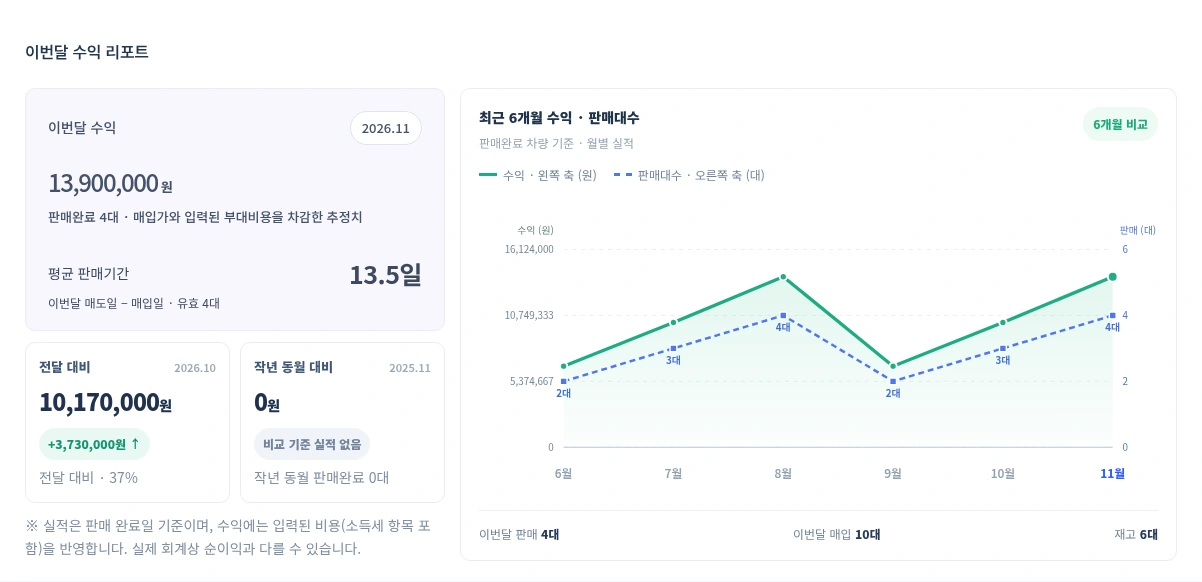 이번달 수익 리포트
이번달 수익
2026.11
13,900,000원
판매완료 4대 · 매입가와 입력된 부대비용을 차감한 추정치
평균 판매기간
13.5일
이번달 매도일 − 매입일 · 유효 4대
전달 대비
2026.10
10,170,000원
+3,730,000원 ↑
전달 대비 · 37%
작년 동월 대비
2025.11
0원
비교 기준 실적 없음
작년 동월 판매완료 0대
※ 실적은 판매 완료일 기준이며, 수익에는 입력된 비용(소득세 항목 포
함)을 반영합니다. 실제 회계상 순이익과 다를 수 있습니다.
최근 6개월 수익 · 판매대수
6개월 비교
판매완료 차량 기준 · 월별 실적
수익 · 왼쪽 축 (원)
판매대수 · 오른쪽 축 (대)
수익 (원)
판매 (대)
16,124,000
6
10,749,333
4
5,374,667
2
0
0
2대
3대
4대
2대
3대
4대
6월
7월
8월
9월
10월
11월
이번달 판매 4대
이번달 매입 10대
재고 6대